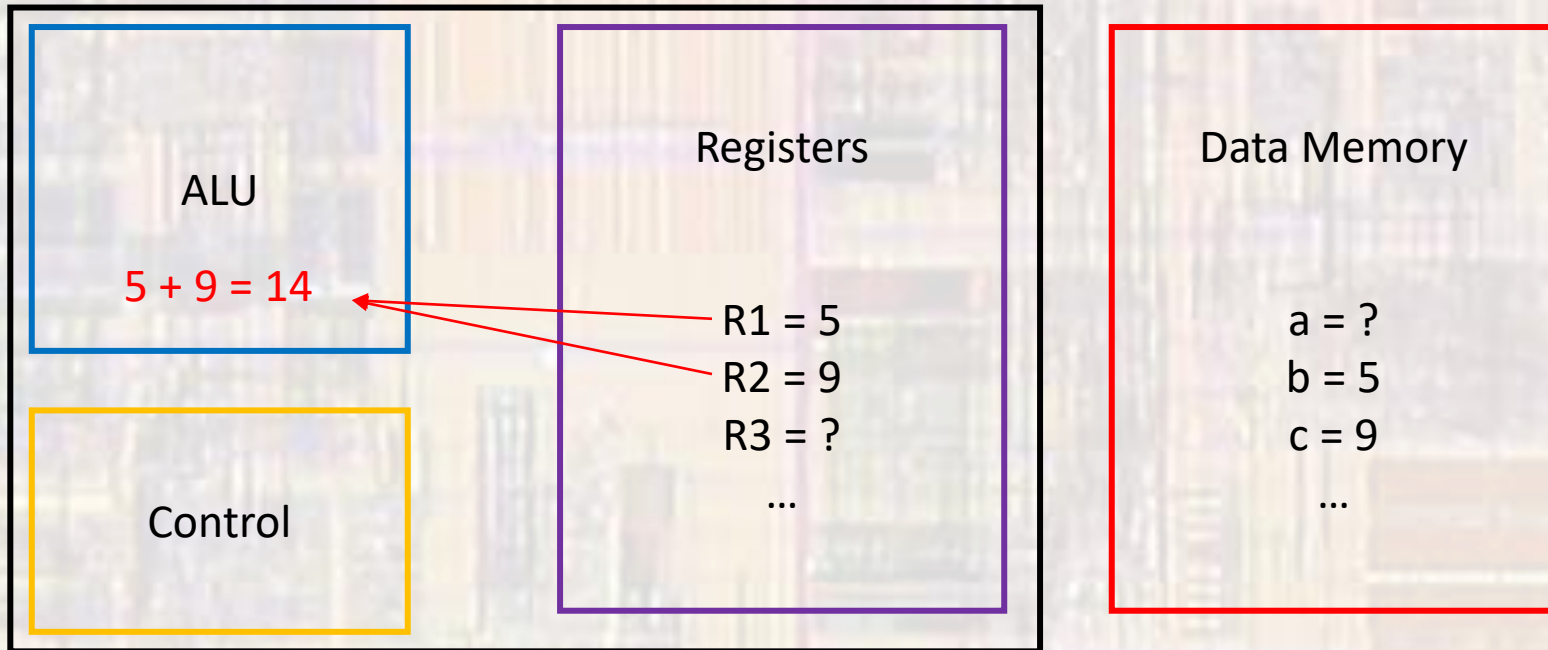 ALU
5 + 9 = 14
Control
Registers
R1 = 5
R2 = 9
R3 = ?
...
Data Memory
a = ?
b = 5
c = 9
...